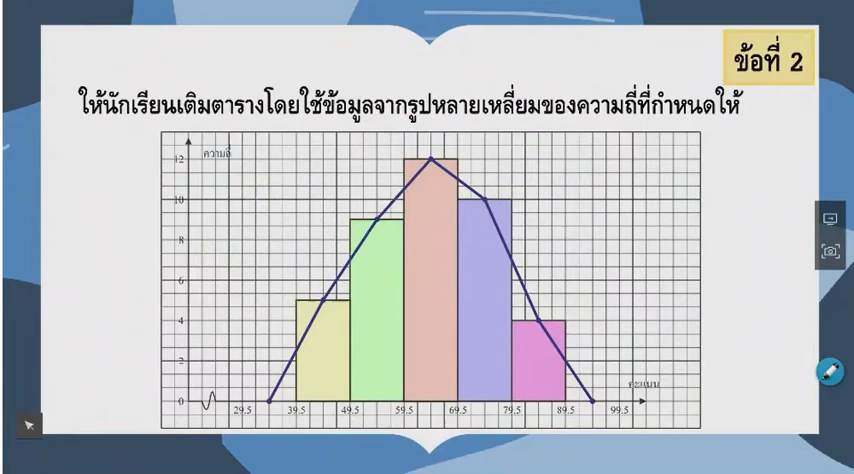 ข้อที่ 2
ให้นักเรียนเติมตารางโดยใช้ข้อมูลจากรูปหลายเหลี่ยมของความถี่ที่กำหนดให้
ความถี่
12
10
8
6
4
2
0
คะแนน
29.5 39.5 49.5 59.5 69.5 79.5 89.5 99.5